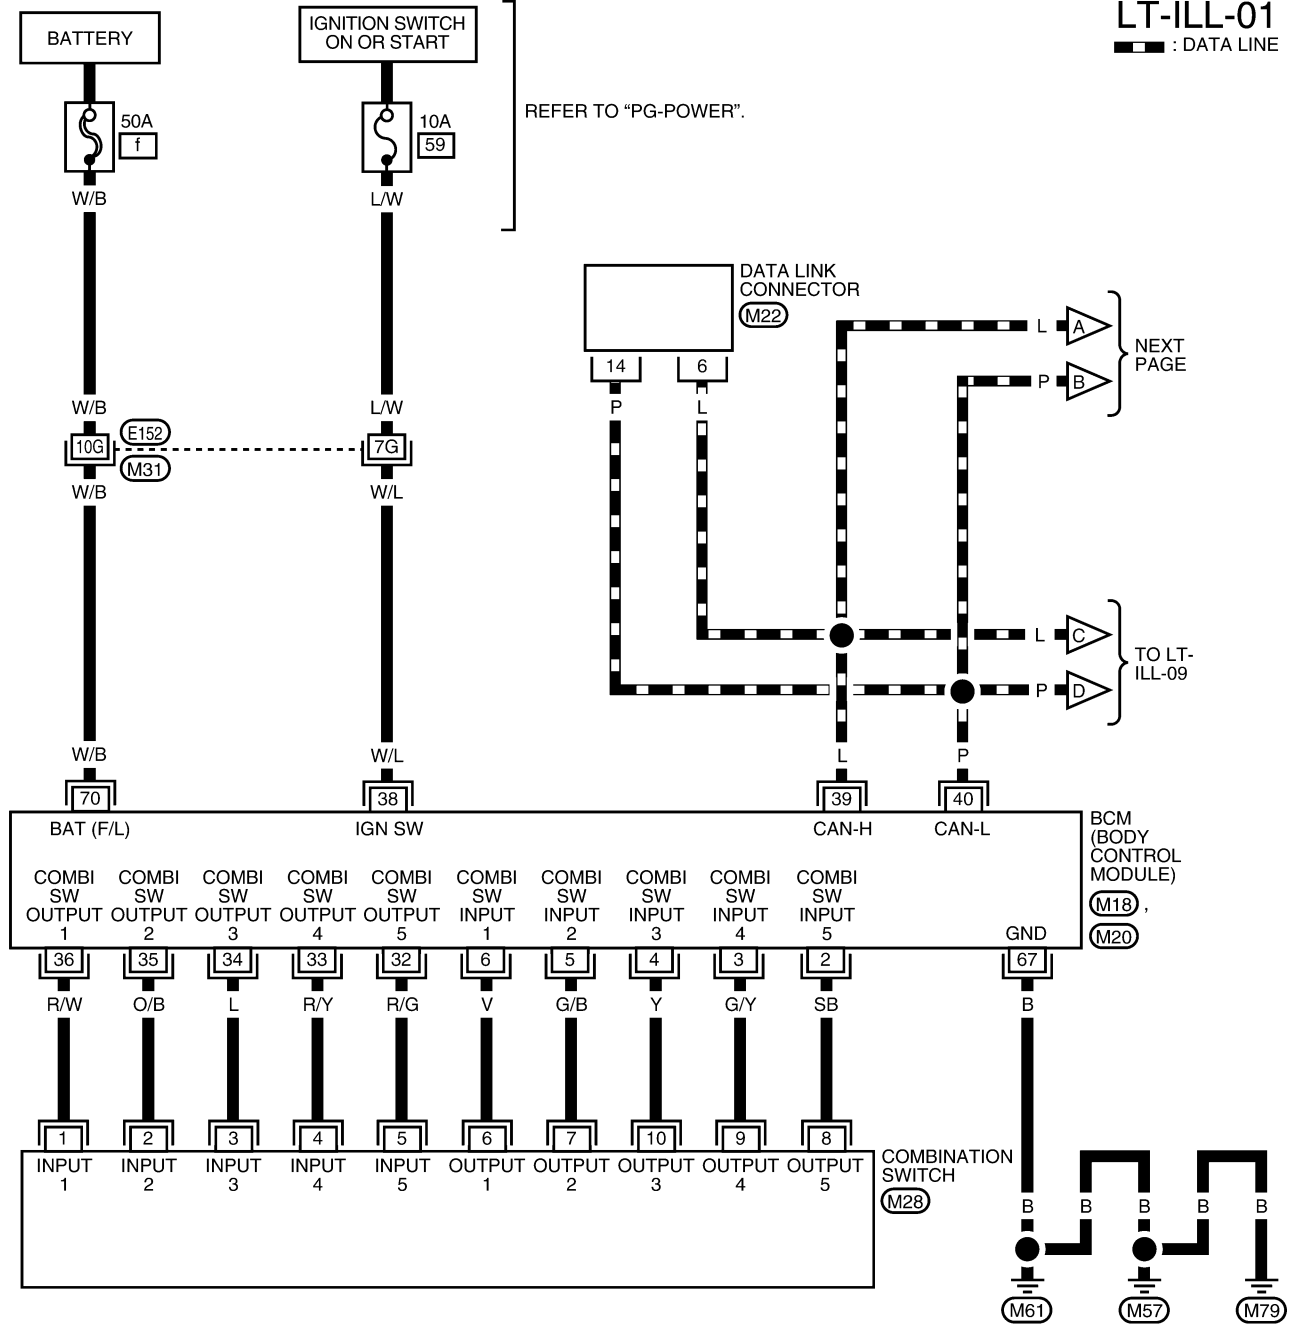 LT-ILL-01
: DATA LINE
BATTERY
IGNITION SWITCH
ON OR START
REFER TO “PG-POWER”.
50A
f
10A
59
W/B
L/W
DATA LINK
CONNECTOR
M22
14
6
P
L
L
A
P
B
NEXT
PAGE
W/B
L/W
10G
E152
M31
7G
W/B
W/L
L
C
P
D
TO LT-
ILL-09
W/B
W/L
L
P
70
38
39
40
BAT (F/L)
IGN SW
CAN-H
CAN-L
BCM
(BODY
CONTROL
MODULE)
M18 ,
M20
COMBI
SW
OUTPUT
1
COMBI
SW
OUTPUT
2
COMBI
SW
OUTPUT
3
COMBI
SW
OUTPUT
4
COMBI
SW
OUTPUT
5
COMBI
SW
INPUT
1
COMBI
SW
INPUT
2
COMBI
SW
INPUT
3
COMBI
SW
INPUT
4
COMBI
SW
INPUT
5
GND
36
35
34
33
32
6
5
4
3
2
67
R/W
O/B
L
R/Y
R/G
V
G/B
Y
G/Y
SB
B
1
2
3
4
5
6
7
10
9
8
INPUT
1
INPUT
2
INPUT
3
INPUT
4
INPUT
5
OUTPUT
1
OUTPUT
2
OUTPUT
3
OUTPUT
4
OUTPUT
5
COMBINATION
SWITCH
M28
B
B
B
B
B
M61
M57
M79